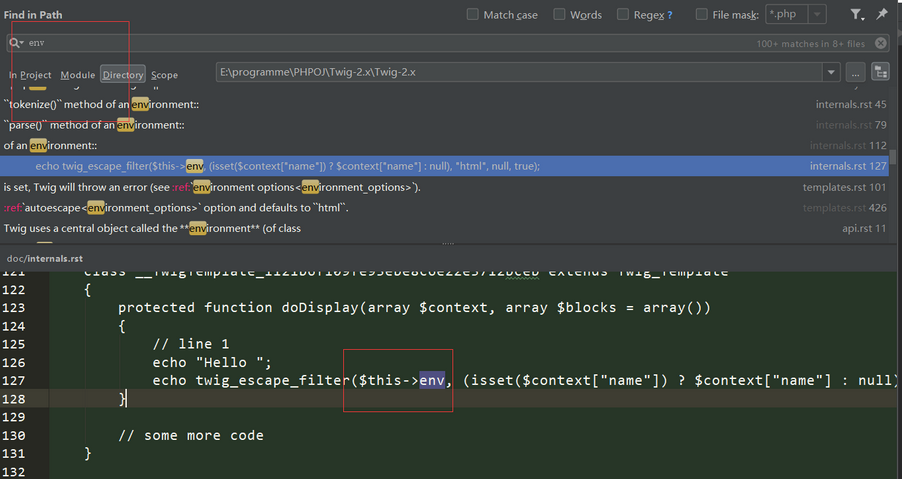 Find in Path
Match case
Words
Regex ?
File mask:
*.php
env
100+ matches in 8+ files
In Project
Module
Directory
Scope
E:\programme\PHPOJ\Twig-2.x\Twig-2.x
...
``tokenize()`` method of an environment:: internals.rst 45
``parse()`` method of an environment:: internals.rst 79
of an environment:: internals.rst 112
echo twig_escape_filter($this->env, (isset($context["name"]) ? $context["name"] : null), "html", null, true); internals.rst 127
is set, Twig will throw an error (see :ref:`environment options<environment_options>`). templates.rst 101
:ref:`autoescape<environment_options>` option and defaults to ``html``. templates.rst 426
Twig uses a central object called the **environment** (of class api.rst 11
doc/internals.rst
121 extends Twig_Template
122 {
123 protected function doDisplay(array $context, array $blocks = array())
124 {
125 // line 1
126 echo "Hello ";
127 echo twig_escape_filter($this->env, (isset($context["name"]) ? $context["name"] : null)
128 }
129
130 // some more code
131 }
132